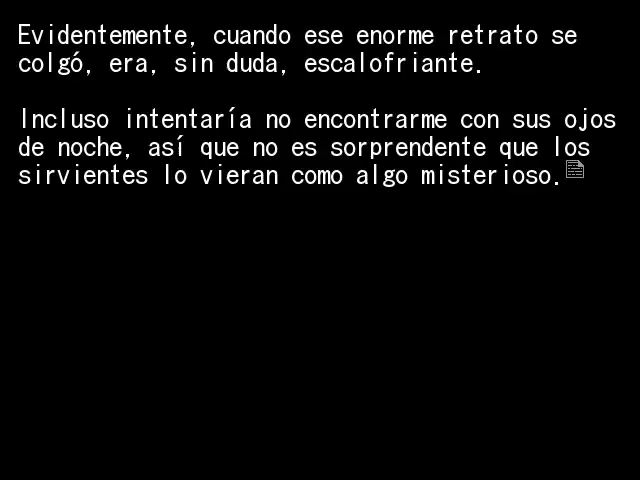 Evidentemente, cuando ese enorme retrato se
colgó, era, sin duda, escalofriante.
Incluso intentaría no encontrarme con sus ojos
de noche, así que no es sorprendente que los
sirvientes lo vieran como algo misterioso.